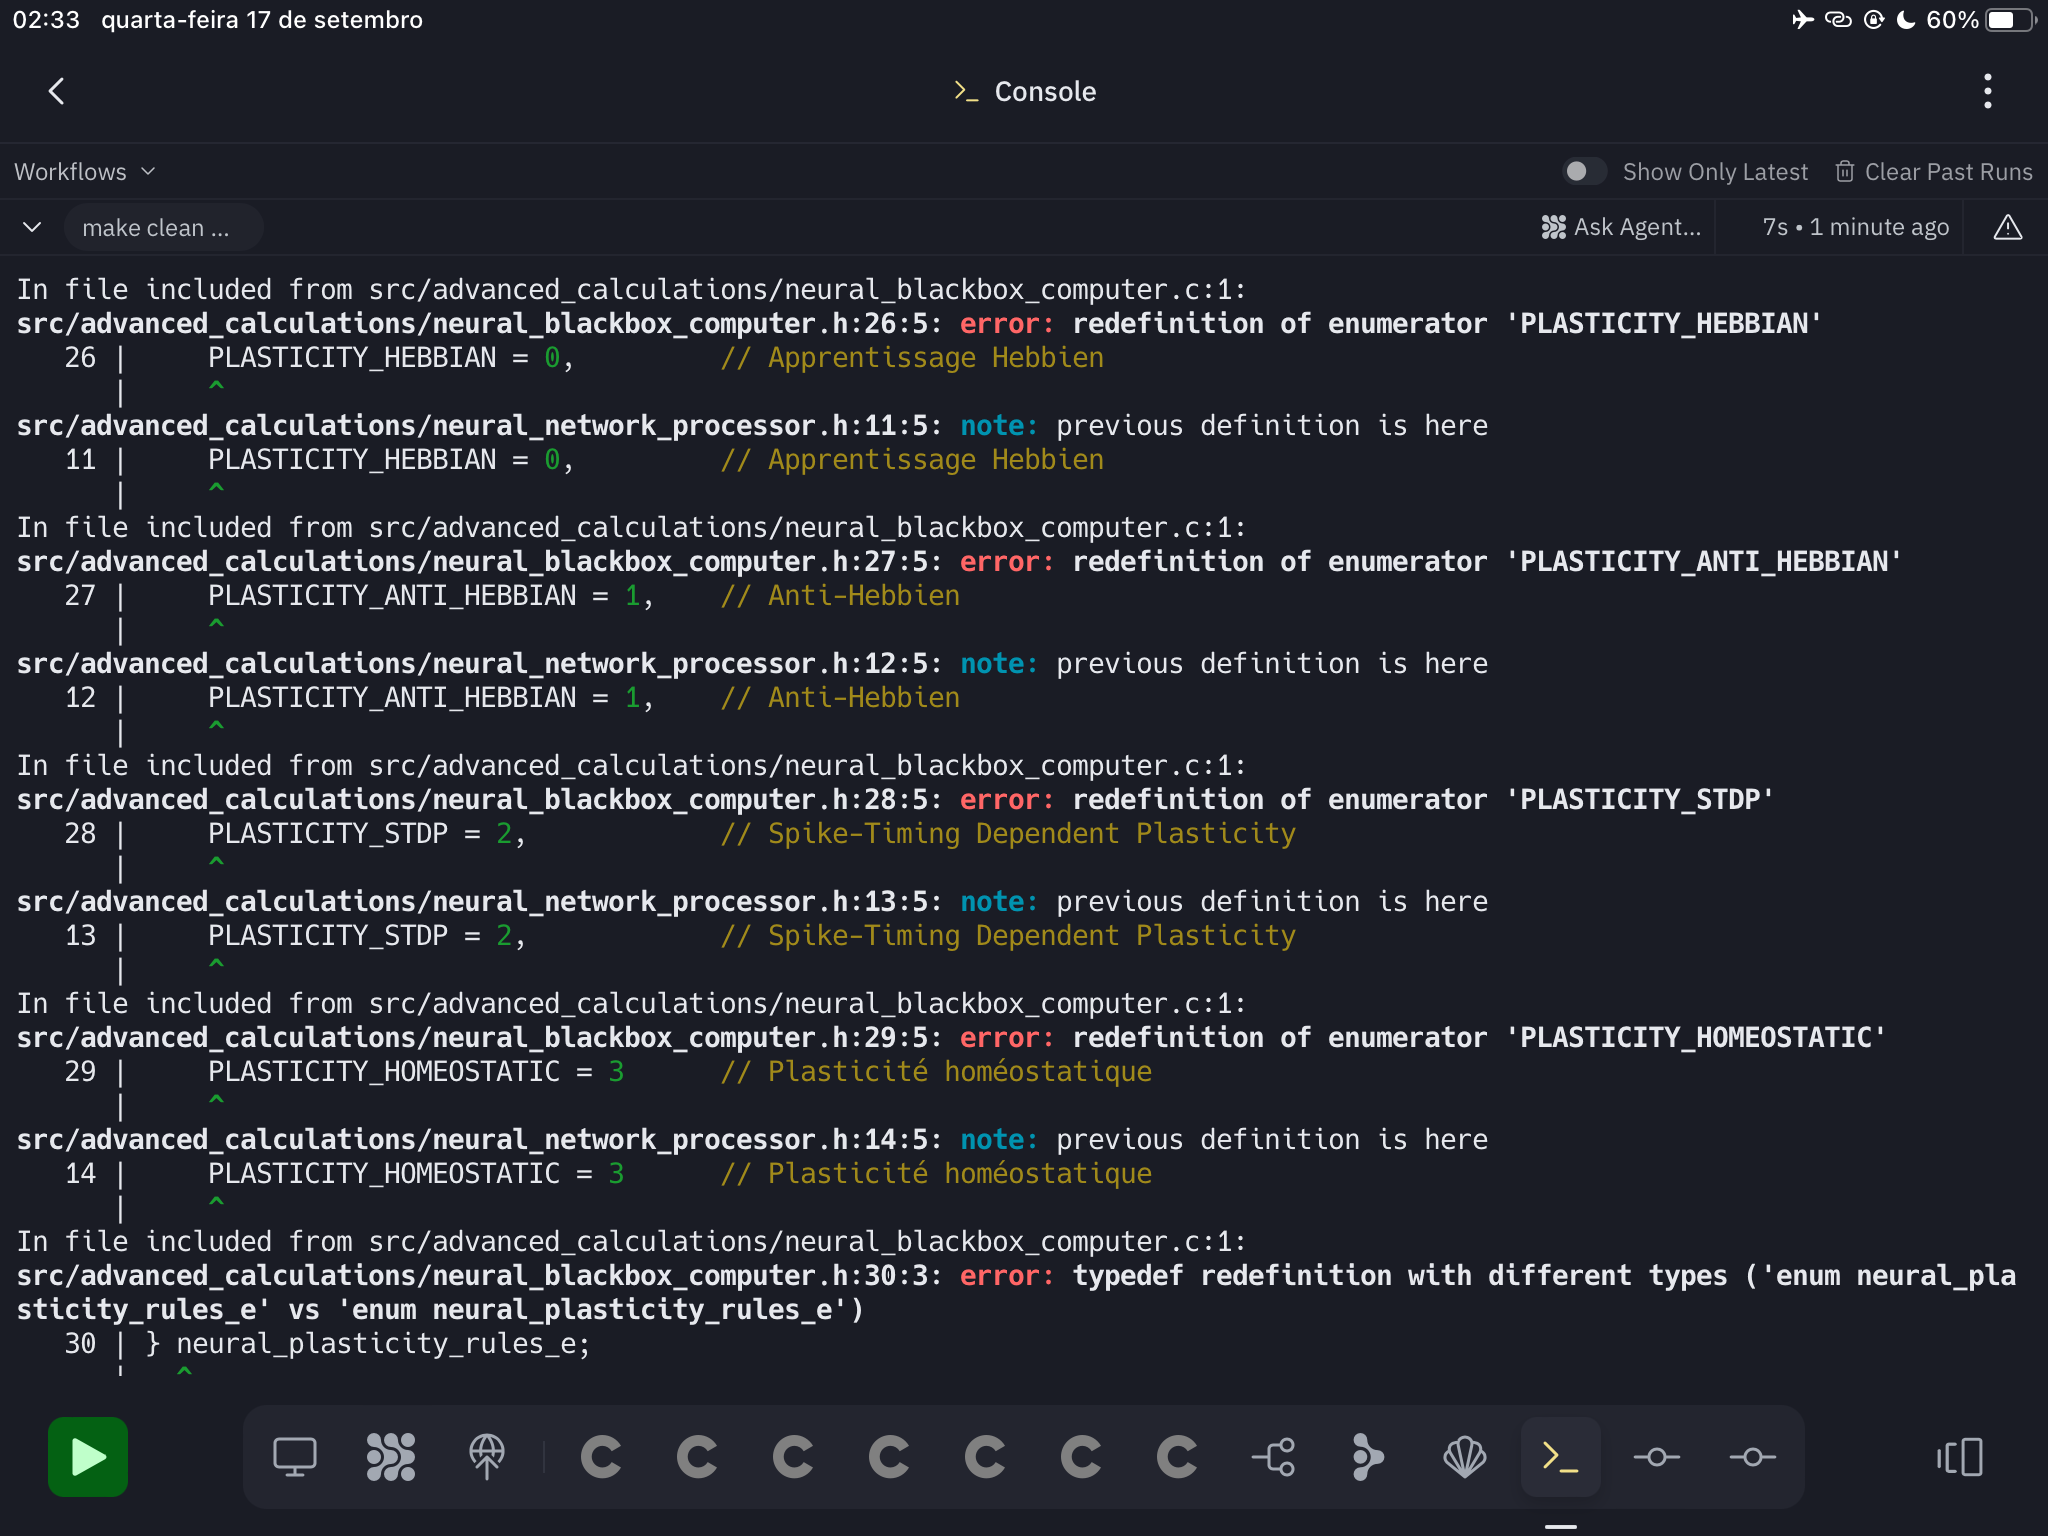 02:33 quarta-feira 17 de setembro 60%
>_ Console
Workflows Show Only Latest Clear Past Runs
make clean ... Ask Agent... 7s • 1 minute ago
In file included from src/advanced_calculations/neural_blackbox_computer.c:1:
src/advanced_calculations/neural_blackbox_computer.h:26:5: error: redefinition of enumerator 'PLASTICITY_HEBBIAN'
26 | PLASTICITY_HEBBIAN = 0, // Apprentissage Hebbien
| ^
src/advanced_calculations/neural_network_processor.h:11:5: note: previous definition is here
11 | PLASTICITY_HEBBIAN = 0, // Apprentissage Hebbien
| ^
In file included from src/advanced_calculations/neural_blackbox_computer.c:1:
src/advanced_calculations/neural_blackbox_computer.h:27:5: error: redefinition of enumerator 'PLASTICITY_ANTI_HEBBIAN'
27 | PLASTICITY_ANTI_HEBBIAN = 1, // Anti-Hebbien
| ^
src/advanced_calculations/neural_network_processor.h:12:5: note: previous definition is here
12 | PLASTICITY_ANTI_HEBBIAN = 1, // Anti-Hebbien
| ^
In file included from src/advanced_calculations/neural_blackbox_computer.c:1:
src/advanced_calculations/neural_blackbox_computer.h:28:5: error: redefinition of enumerator 'PLASTICITY_STDP'
28 | PLASTICITY_STDP = 2, // Spike-Timing Dependent Plasticity
| ^
src/advanced_calculations/neural_network_processor.h:13:5: note: previous definition is here
13 | PLASTICITY_STDP = 2, // Spike-Timing Dependent Plasticity
| ^
In file included from src/advanced_calculations/neural_blackbox_computer.c:1:
src/advanced_calculations/neural_blackbox_computer.h:29:5: error: redefinition of enumerator 'PLASTICITY_HOMEOSTATIC'
29 | PLASTICITY_HOMEOSTATIC = 3 // Plasticité homéostatique
| ^
src/advanced_calculations/neural_network_processor.h:14:5: note: previous definition is here
14 | PLASTICITY_HOMEOSTATIC = 3 // Plasticité homéostatique
| ^
In file included from src/advanced_calculations/neural_blackbox_computer.c:1:
src/advanced_calculations/neural_blackbox_computer.h:30:3: error: typedef redefinition with different types ('enum neural_pla
sticity_rules_e' vs 'enum neural_plasticity_rules_e')
30 | } neural_plasticity_rules_e;
| ^